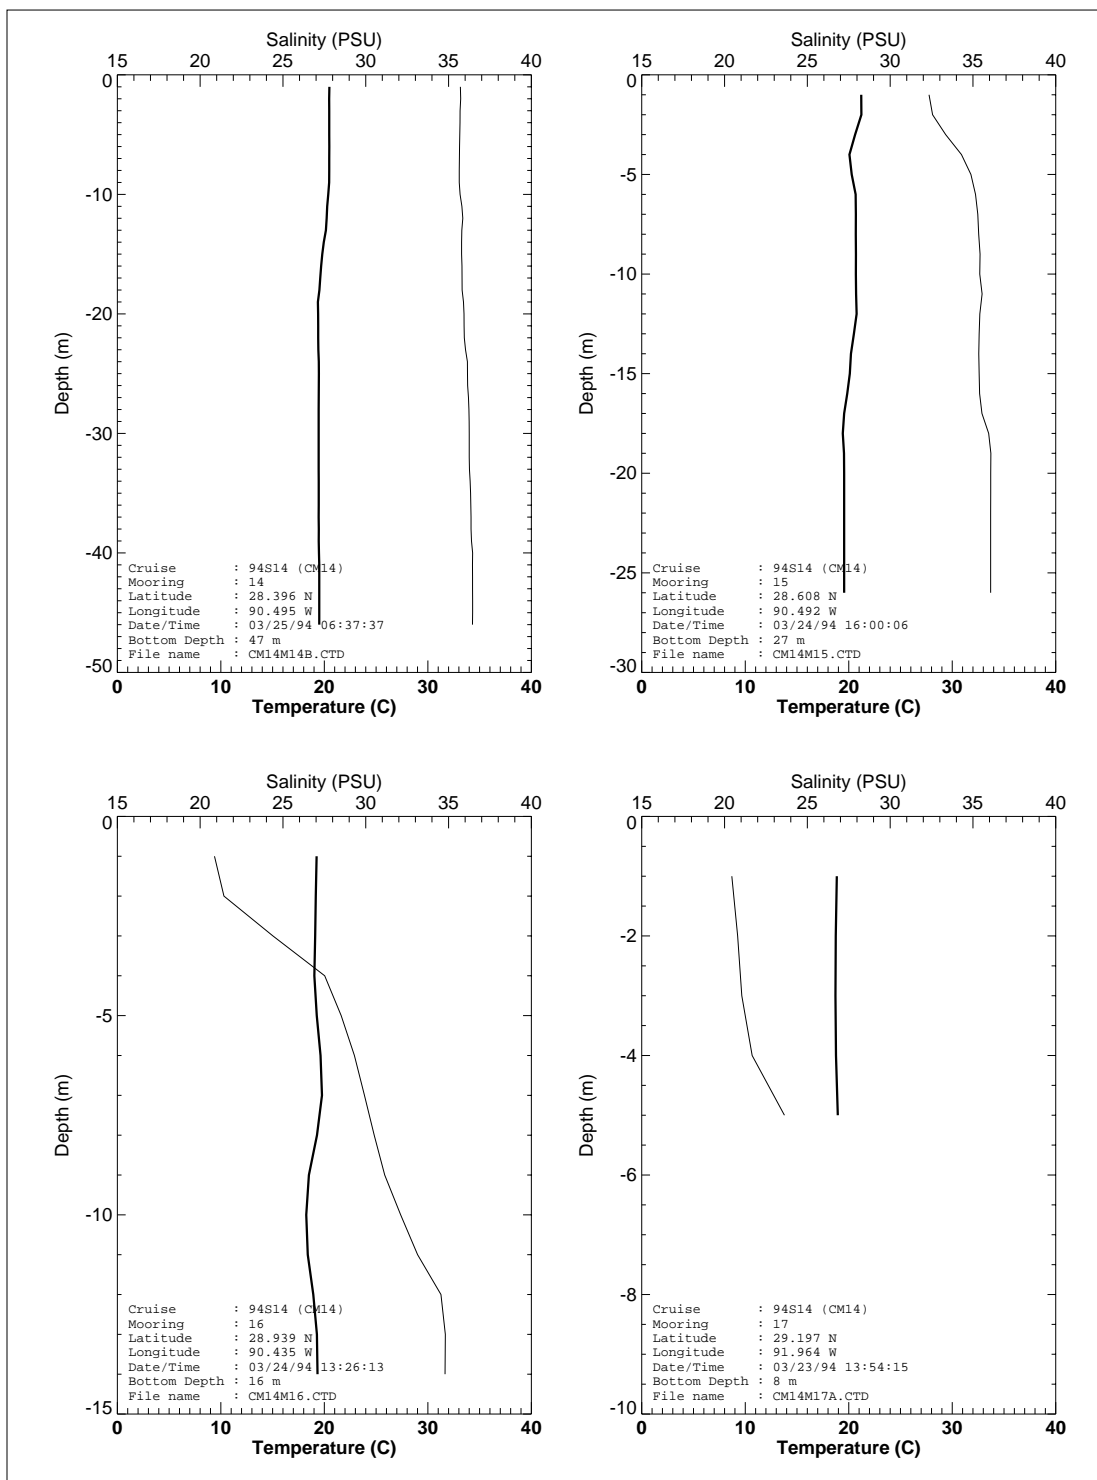 Salinity (PSU)
15 20 25 30 35 40
0
-10
-20
-30
-40
-50
Depth (m)
Cruise : 94S14 (CM14)
Mooring : 14
Latitude : 28.396 N
Longitude : 90.495 W
Date/Time : 03/25/94 06:37:37
Bottom Depth : 47 m
File name : CM14M14B.CTD
0 10 20 30 40
Temperature (C)
Salinity (PSU)
15 20 25 30 35 40
0
-5
-10
-15
-20
-25
-30
Depth (m)
Cruise : 94S14 (CM14)
Mooring : 15
Latitude : 28.608 N
Longitude : 90.492 W
Date/Time : 03/24/94 16:00:06
Bottom Depth : 27 m
File name : CM14M15.CTD
0 10 20 30 40
Temperature (C)
Salinity (PSU)
15 20 25 30 35 40
0
-5
-10
-15
Depth (m)
Cruise : 94S14 (CM14)
Mooring : 16
Latitude : 28.939 N
Longitude : 90.435 W
Date/Time : 03/24/94 13:26:13
Bottom Depth : 16 m
File name : CM14M16.CTD
0 10 20 30 40
Temperature (C)
Salinity (PSU)
15 20 25 30 35 40
0
-2
-4
-6
-8
-10
Depth (m)
Cruise : 94S14 (CM14)
Mooring : 17
Latitude : 29.197 N
Longitude : 91.964 W
Date/Time : 03/23/94 13:54:15
Bottom Depth : 8 m
File name : CM14M17A.CTD
0 10 20 30 40
Temperature (C)